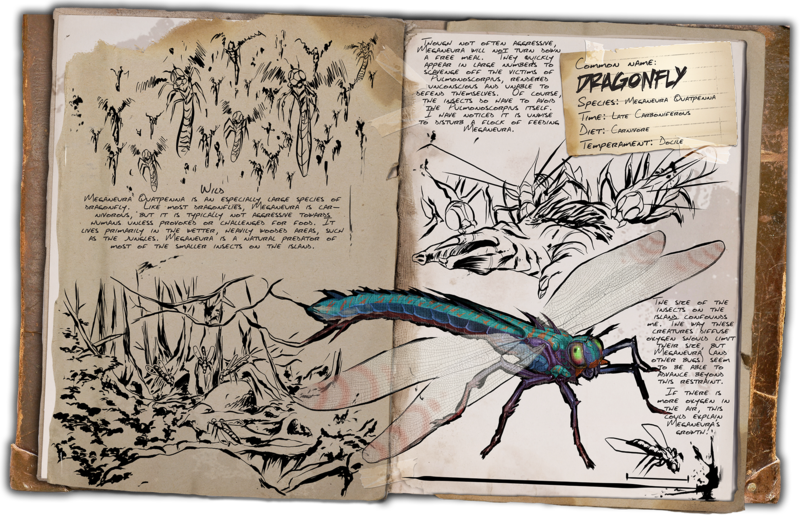 Wild
Meganeura Quatpenna is an especially large species of
dragonfly. Like most dragonflies, Meganeura is car-
nivorous, but it is typically not aggressive towards
humans unless provoked or challenged for food. It
lives primarily in the wetter, heavily wooded areas, such
as the jungles. Meganeura is a natural predator of
most of the smaller insects on the island.
Though not often aggressive,
Meganeura will not turn down
a free meal. They quickly
appear in large numbers to
scavenge off the victims of
Pulmonoscorpius, rendered
unconscious and unable to
defend themselves. Of course
the insects do have to avoid
the Pulmonoscorpius itself.
I have noticed it is unwise
to disturb a flock of feeding
Meganeura.
Common name:
DRAGONFLY
Species: Meganeura Quatpenna
Time: Late Carboniferous
Diet: Carnivore
Temperament: Docile
The size of the
insects on the
island confounds
me. The way these
creatures diffuse
oxygen should limit
their size, but
Meganeura (and
other bugs) seem
to be able to
advance beyond
this restraint.
If there is
more oxygen in
the air, this
could explain
Meganeura's
growth.